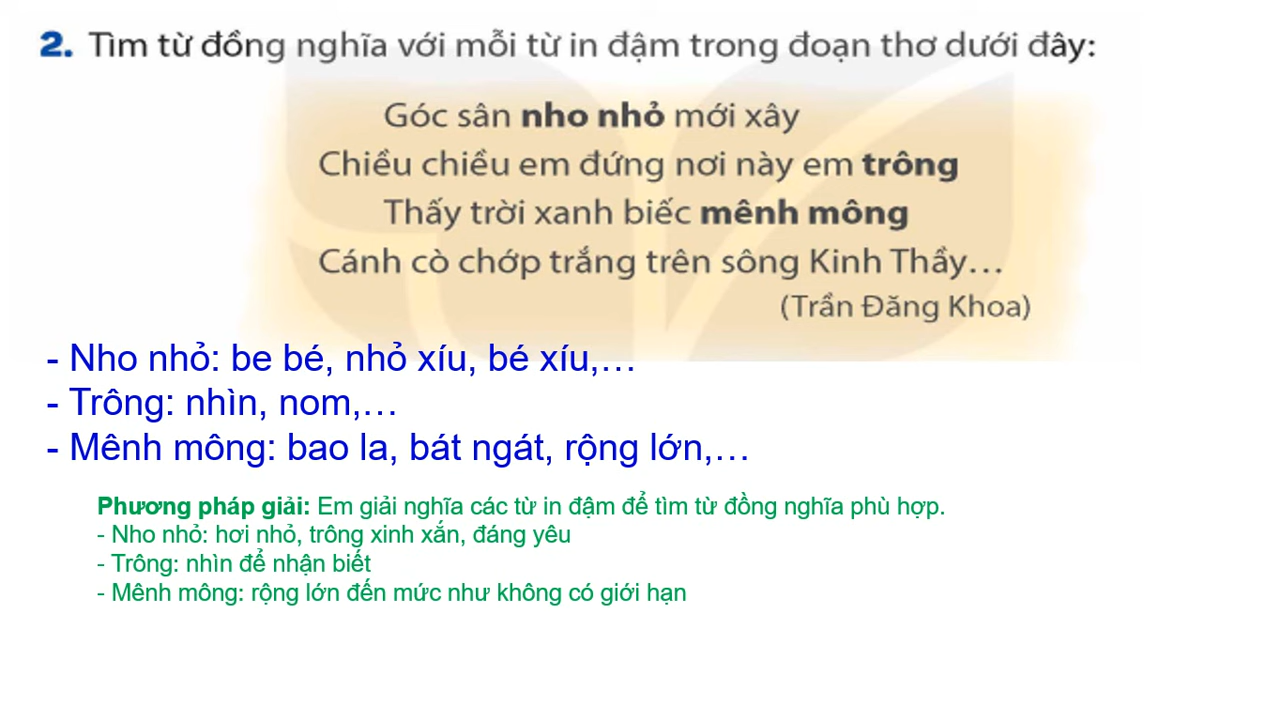 2. Tìm từ đồng nghĩa với mỗi từ in đậm trong đoạn thơ dưới đây:
Góc sân nho nhỏ mới xây
Chiều chiều em đứng nơi này em trông
Thấy trời xanh biếc mênh mông
Cánh cò chớp trắng trên sông Kinh Thầy...
(Trần Đăng Khoa)
- Nho nhỏ: be bé, nhỏ xíu, bé xíu,...
- Trông: nhìn, nom,...
- Mênh mông: bao la, bát ngát, rộng lớn,...
Phương pháp giải: Em giải nghĩa các từ in đậm để tìm từ đồng nghĩa phù hợp.
- Nho nhỏ: hơi nhỏ, trông xinh xắn, đáng yêu
- Trông: nhìn để nhận biết
- Mênh mông: rộng lớn đến mức như không có giới hạn